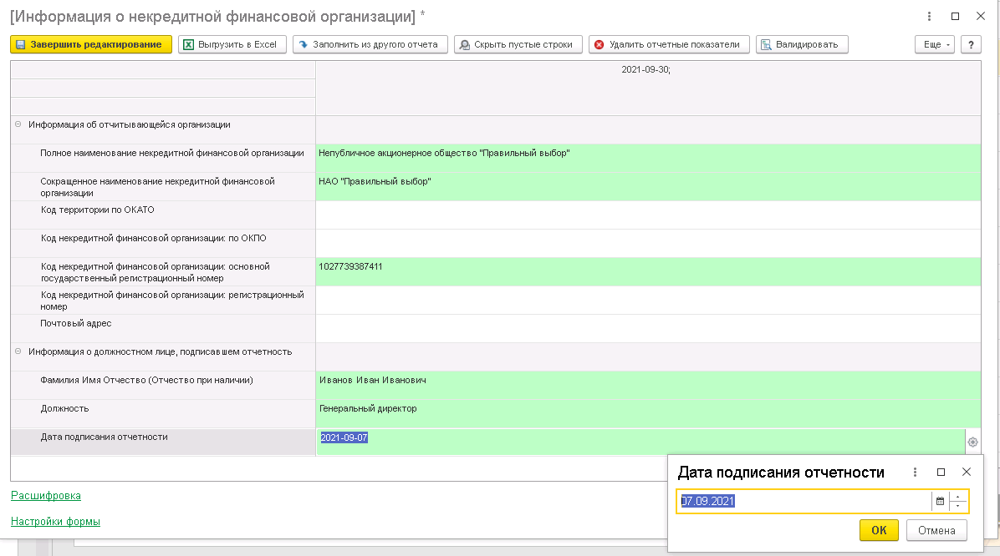 [Информация о некредитной финансовой организации] *
Завершить редактирование Выгрузить в Excel Заполнить из другого отчета Скрыть пустые строки Удалить отчетные показатели Валидировать Еще ?
2021-09-30;
Информация об отчитывающейся организации
Полное наименование некредитной финансовой организации Непубличное акционерное общество "Правильный выбор"
Сокращенное наименование некредитной финансовой
организации
НАО "Правильный выбор"
Код территории по ОКАТО
Код некредитной финансовой организации: по ОКПО
Код некредитной финансовой организации: основной
государственный регистрационный номер
1027739387411
Код некредитной финансовой организации: регистрационный
номер
Почтовый адрес
Информация о должностном лице, подписавшем отчетность
Фамилия Имя Отчество (Отчество при наличии) Иванов Иван Иванович
Должность Генеральный директор
Дата подписания отчетности 2021-09-07
Дата подписания отчетности
07.09.2021
ОК Отмена
Расшифровка
Настройки формы